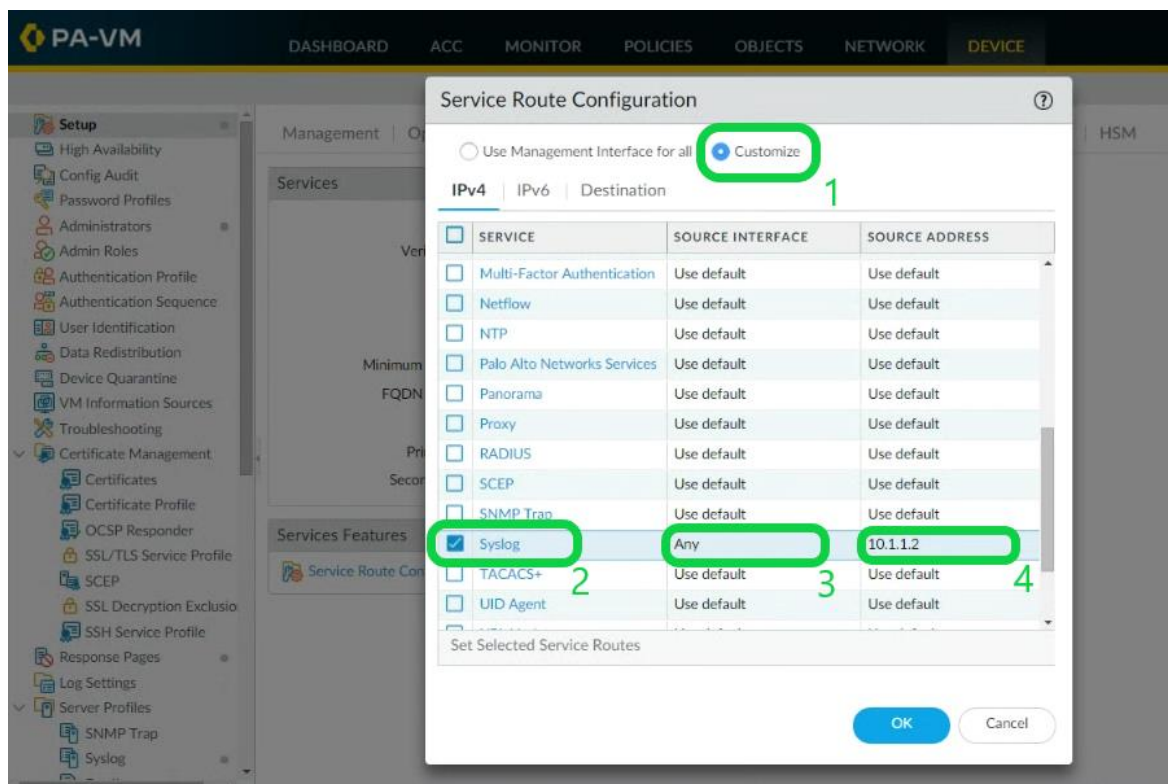 PA-VM
DASHBOARD ACC MONITOR POLICIES OBJECTS NETWORK DEVICE
Setup
High Availability
Config Audit
Password Profiles
Administrators
Admin Roles
Authentication Profile
Authentication Sequence
User Identification
Data Redistribution
Device Quarantine
VM Information Sources
Troubleshooting
Certificate Management
Certificates
Certificate Profile
OCSP Responder
SSL/TLS Service Profile
SCEP
SSL Decryption Exclusio
SSH Service Profile
Response Pages
Log Settings
Server Profiles
SNMP Trap
Syslog
Management | Op
HSM
Services
Veri
Minimum
FQDN
Pri
Secon
Services Features
Service Route Con
Service Route Configuration
Use Management Interface for all Customize
1
IPv4 | IPv6 | Destination
SERVICE SOURCE INTERFACE SOURCE ADDRESS
Multi-Factor Authentication Use default Use default
Netflow Use default Use default
NTP Use default Use default
Palo Alto Networks Services Use default Use default
Panorama Use default Use default
Proxy Use default Use default
RADIUS Use default Use default
SCEP Use default Use default
SNMP Trap Use default Use default
Syslog Any 10.1.1.2
2 3 4
TACACS+ Use default Use default
UID Agent Use default Use default
Set Selected Service Routes
OK Cancel